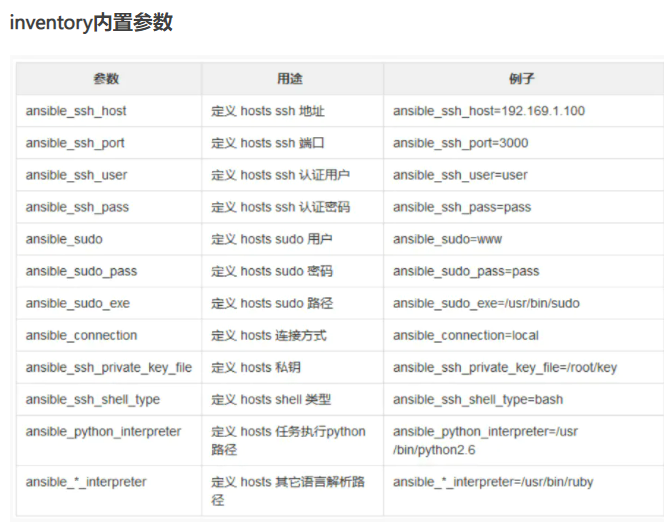 inventory内置参数
参数 用途 例子
ansible_ssh_host 定义 hosts ssh 地址 ansible_ssh_host=192.169.1.100
ansible_ssh_port 定义 hosts ssh 端口 ansible_ssh_port=3000
ansible_ssh_user 定义 hosts ssh 认证用户 ansible_ssh_user=user
ansible_ssh_pass 定义 hosts ssh 认证密码 ansible_ssh_pass=pass
ansible_sudo 定义 hosts sudo 用户 ansible_sudo=www
ansible_sudo_pass 定义 hosts sudo 密码 ansible_sudo_pass=pass
ansible_sudo_exe 定义 hosts sudo 路径 ansible_sudo_exe=/usr/bin/sudo
ansible_connection 定义 hosts 连接方式 ansible_connection=local
ansible_ssh_private_key_file 定义 hosts 私钥 ansible_ssh_private_key_file=/root/key
ansible_ssh_shell_type 定义 hosts shell 类型 ansible_ssh_shell_type=bash
ansible_python_interpreter 定义 hosts 任务执行python ansible_python_interpreter=/usr
路径 /bin/python2.6
ansible_*_interpreter 定义 hosts 其它语言解析路 ansible_*_interpreter=/usr/bin/ruby
径